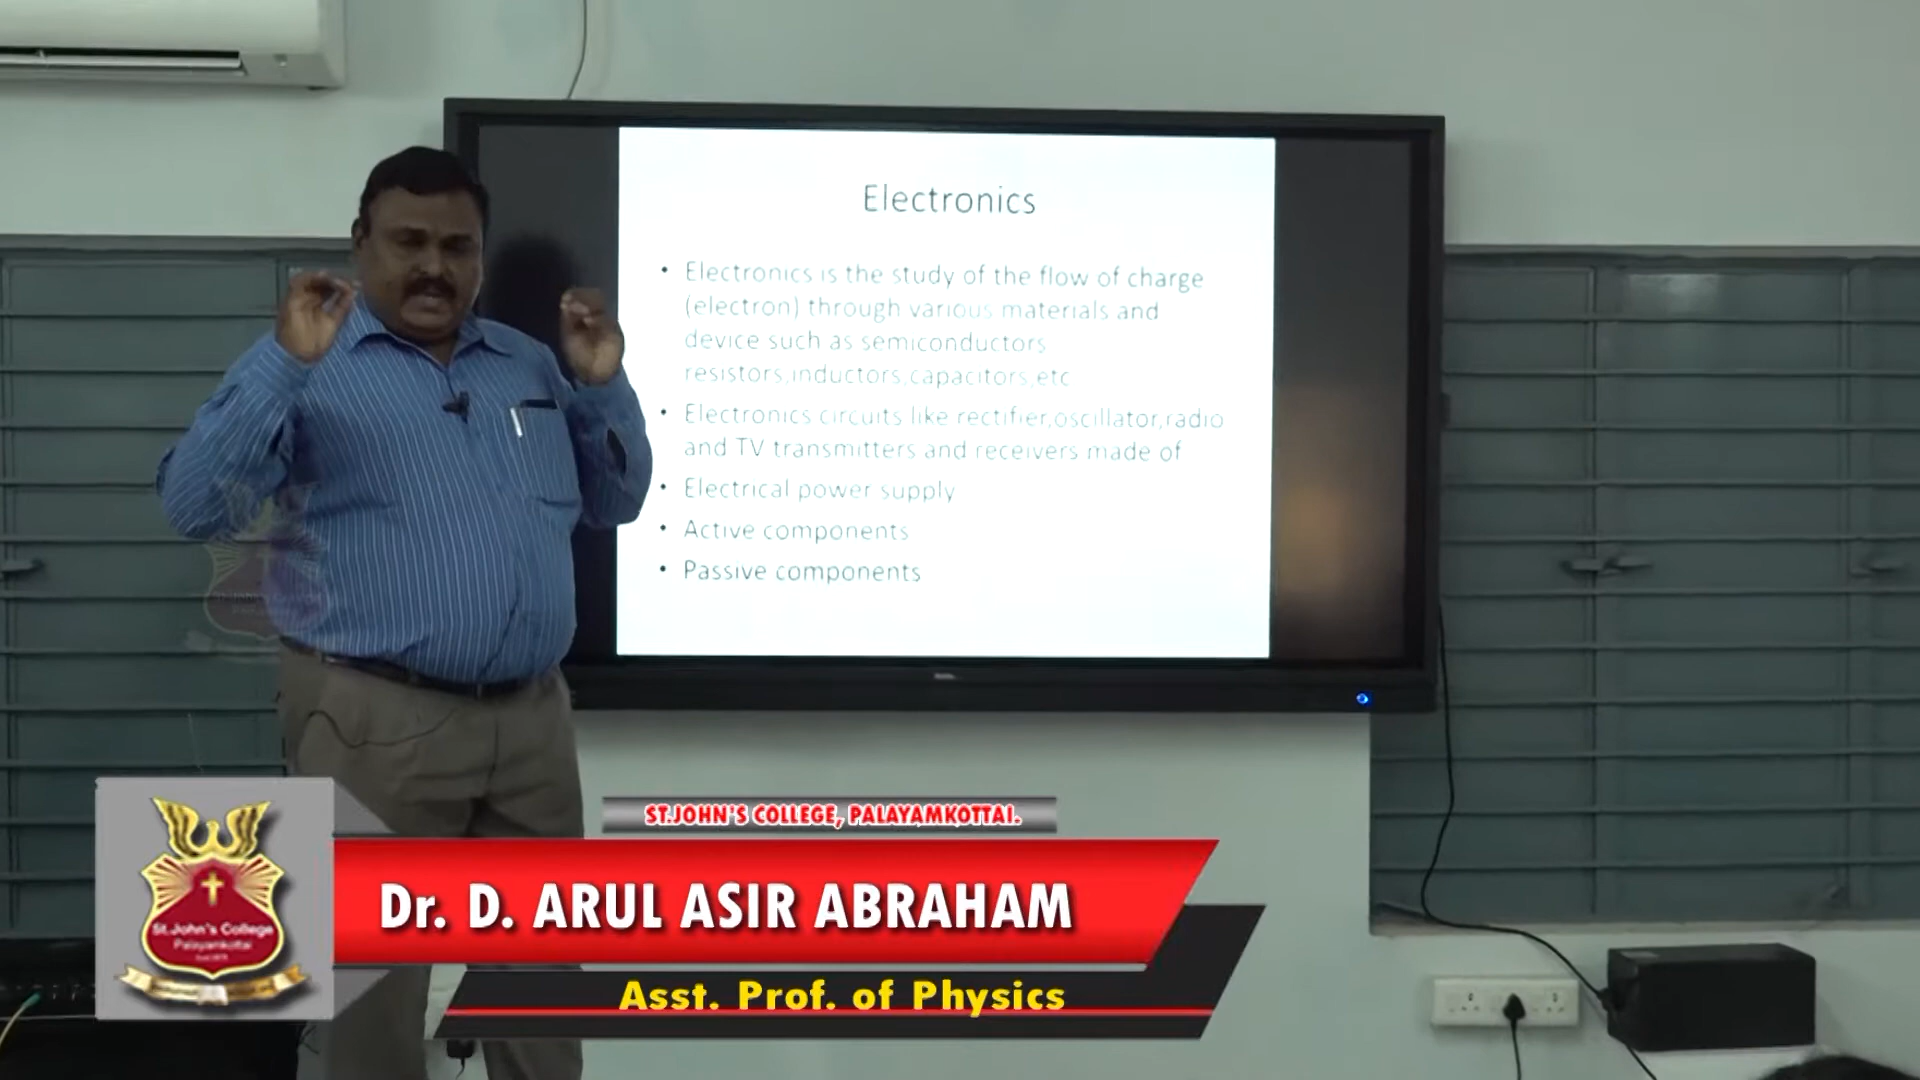 Electronics
• Electronics is the study of the flow of charge
(electron) through various materials and
device such as semiconductors
resistors,inductors,capacitors,etc
• Electronics circuits like rectifier,oscillator,radio
and TV transmitters and receivers made of
• Electrical power supply
• Active components
• Passive components
ST.JOHN'S COLLEGE, PALAYAMKOTTAI.
Dr. D. ARUL ASIR ABRAHAM
Asst. Prof. of Physics
St.John's College
Palayamkottai